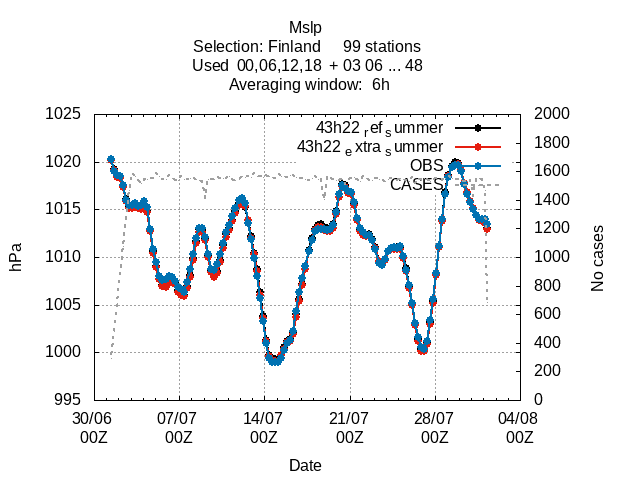 Mslp
Selection: Finland 99 stations
Used 00,06,12,18 + 03 06 ... 48
Averaging window: 6h
1025
1020
1015
1010
1005
1000
995
hPa
2000
1800
1600
1400
1200
1000
800
600
400
200
0
No cases
43h22 ref summer
43h22 extra summer
OBS
CASES
30/06 07/07 14/07 21/07 28/07 04/08
00Z 00Z 00Z 00Z 00Z 00Z
Date